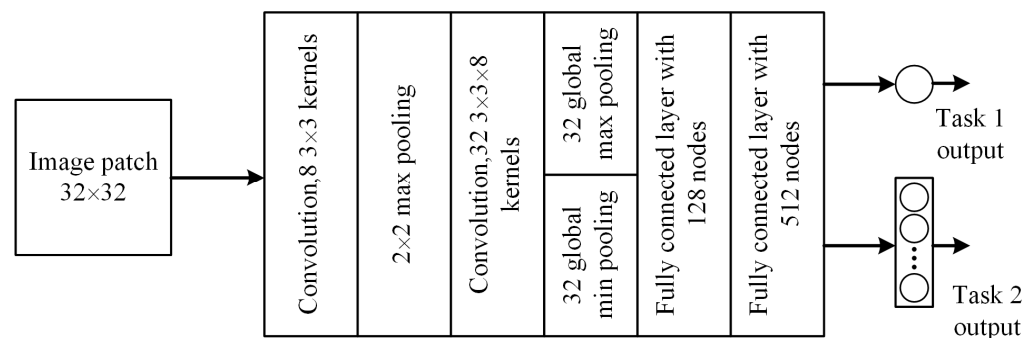 Image patch
32×32
Convolution,8 3×3 kernels
2×2 max pooling
Convolution,32 3×3×8
kernels
32 global
max pooling
32 global
min pooling
Fully connected layer with
128 nodes
Fully connected layer with
512 nodes
Task 1
output
Task 2
output